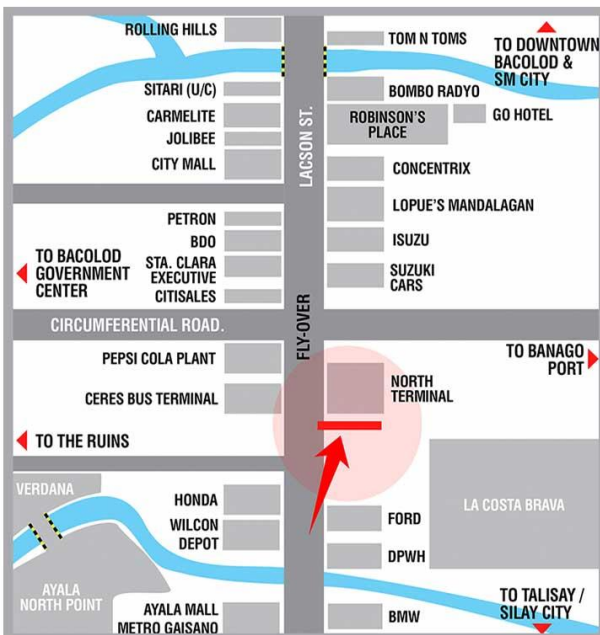 ROLLING HILLS
TOM N TOMS
TO DOWNTOWN
BACOLOD &
SM CITY
SITARI (U/C)
BOMBO RADYO
CARMELITE
ROBINSON'S
PLACE
GO HOTEL
JOLIBEE
CITY MALL
LACSON ST.
CONCENTRIX
LOPUE'S MANDALAGAN
PETRON
BDO
ISUZU
TO BACOLOD
GOVERNMENT
CENTER
STA. CLARA
EXECUTIVE
SUZUKI
CARS
CITISALES
CIRCUMFERENTIAL ROAD.
FLY-OVER
PEPSI COLA PLANT
TO BANAGO
PORT
NORTH
TERMINAL
CERES BUS TERMINAL
TO THE RUINS
VERDANA
HONDA
LA COSTA BRAVA
WILCON
DEPOT
FORD
DPWH
AYALA
NORTH POINT
AYALA MALL
METRO GAISANO
BMW
TO TALISAY /
SILAY CITY